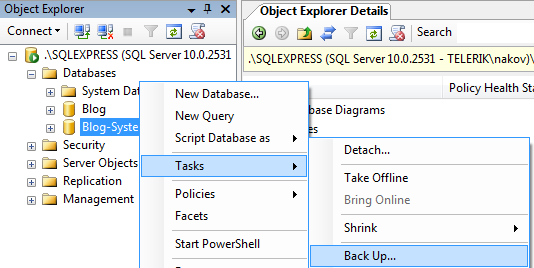 Object Explorer
Connect
.\SQLEXPRESS (SQL Server 10.0.2531
Databases
System Dat
Blog
Blog-Syste
Security
Server Objects
Replication
Management
Object Explorer Details
Search
.\SQLEXPRESS (SQL Server 10.0.2531 - TELERIK\nakov)\
Policy Health Sta
base Diagrams
es
New Database...
New Query
Script Database as
Tasks
Policies
Facets
Start PowerShell
Detach...
Take Offline
Bring Online
Shrink
Back Up...